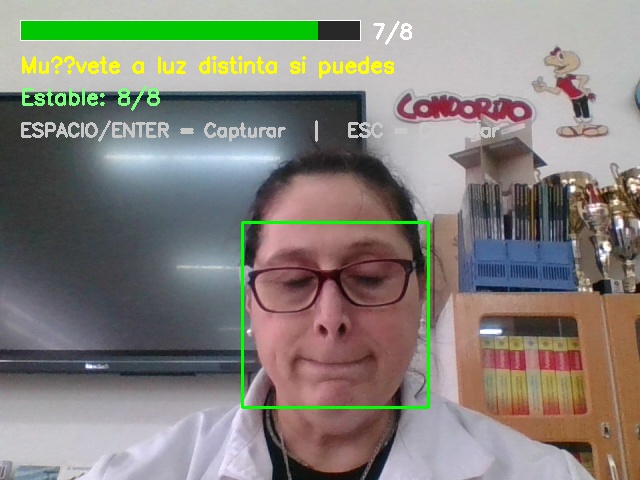 7/8
Mu??vete a luz distinta si puedes
Estable: 8/8
ESPACIO/ENTER = Capturar | ESC =
CONDORITO